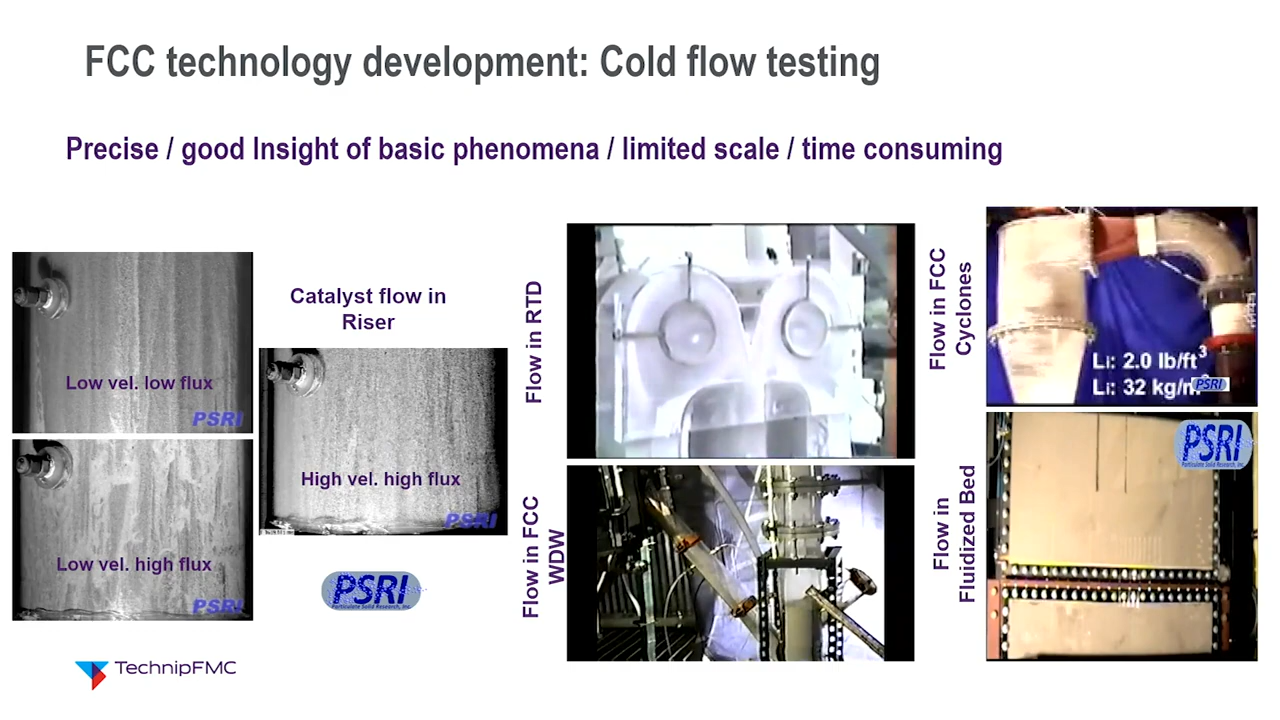 FCC technology development: Cold flow testing
Precise / good Insight of basic phenomena / limited scale / time consuming
Low vel. low flux
PSRI
Low vel. high flux
PSRI
Catalyst flow in
Riser
High vel. high flux
PSRI
PSRI
Particulate Solid Research, Inc.
Flow in RTD
Flow in FCC
WDW
Flow in FCC
Cyclones
Li: 2.0 lb/ft3
Li: 32 kg/m
PSRI
Flow in
Fluidized Bed
PSRI
Particulate Solid Research, Inc.
TechnipFMC